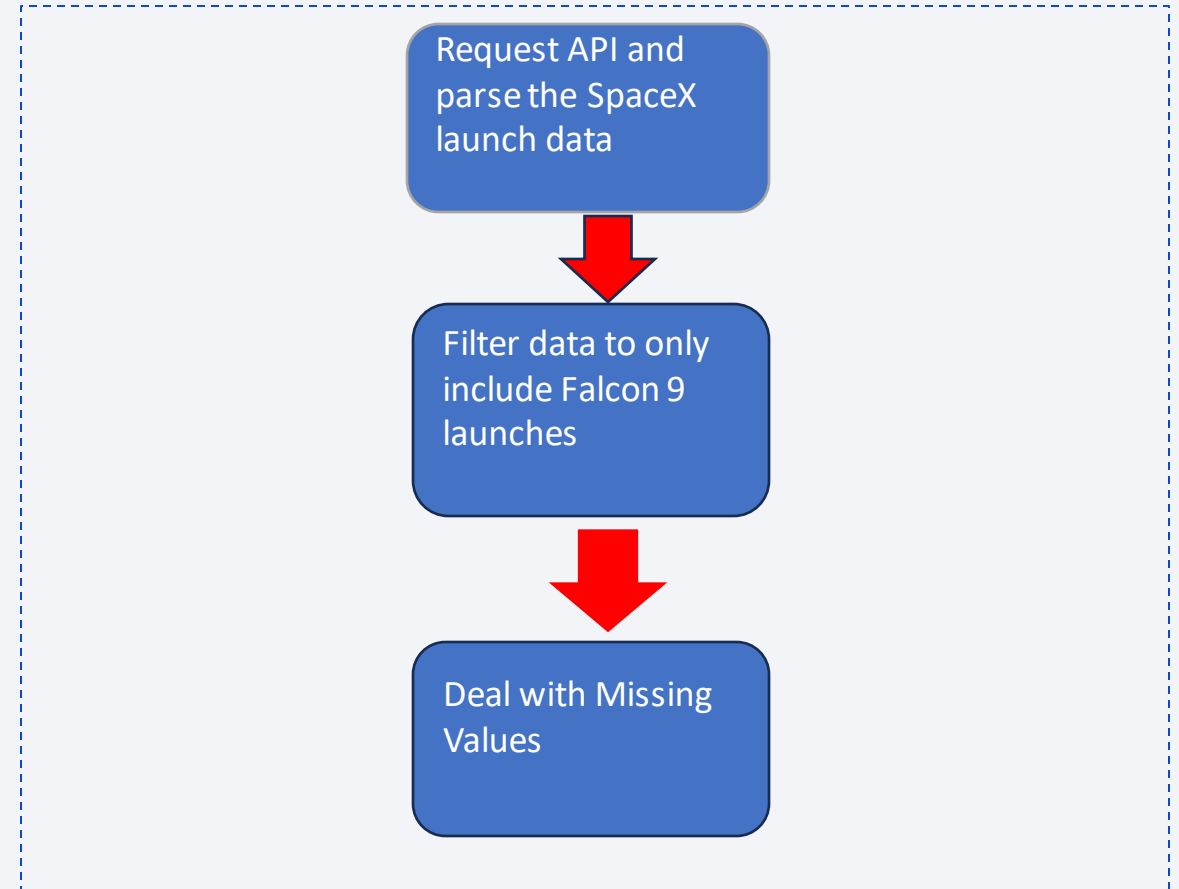 Request API and
parse the SpaceX
launch data
Filter data to only
include Falcon 9
launches
Deal with Missing
Values